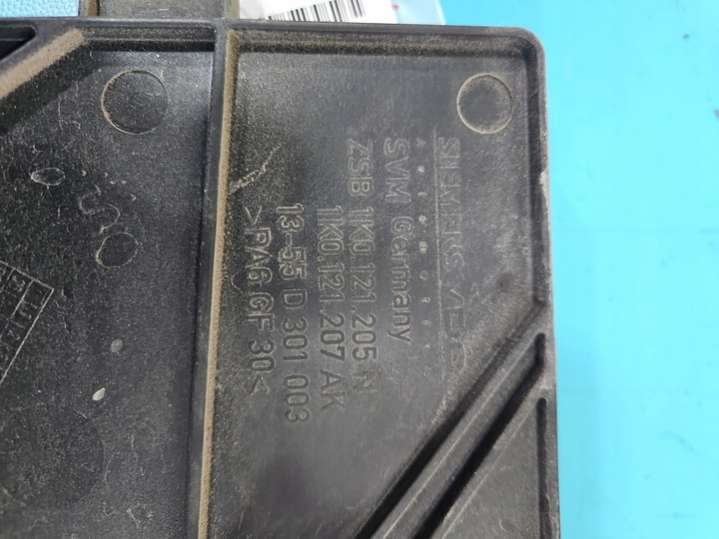 SIEMENS VDO
AUTOMOTIVE
SVM Germany
ZSB 1K0.121.205 N
1K0.121.207 AK
13-55 D 301 003
>PA6 GF 30<